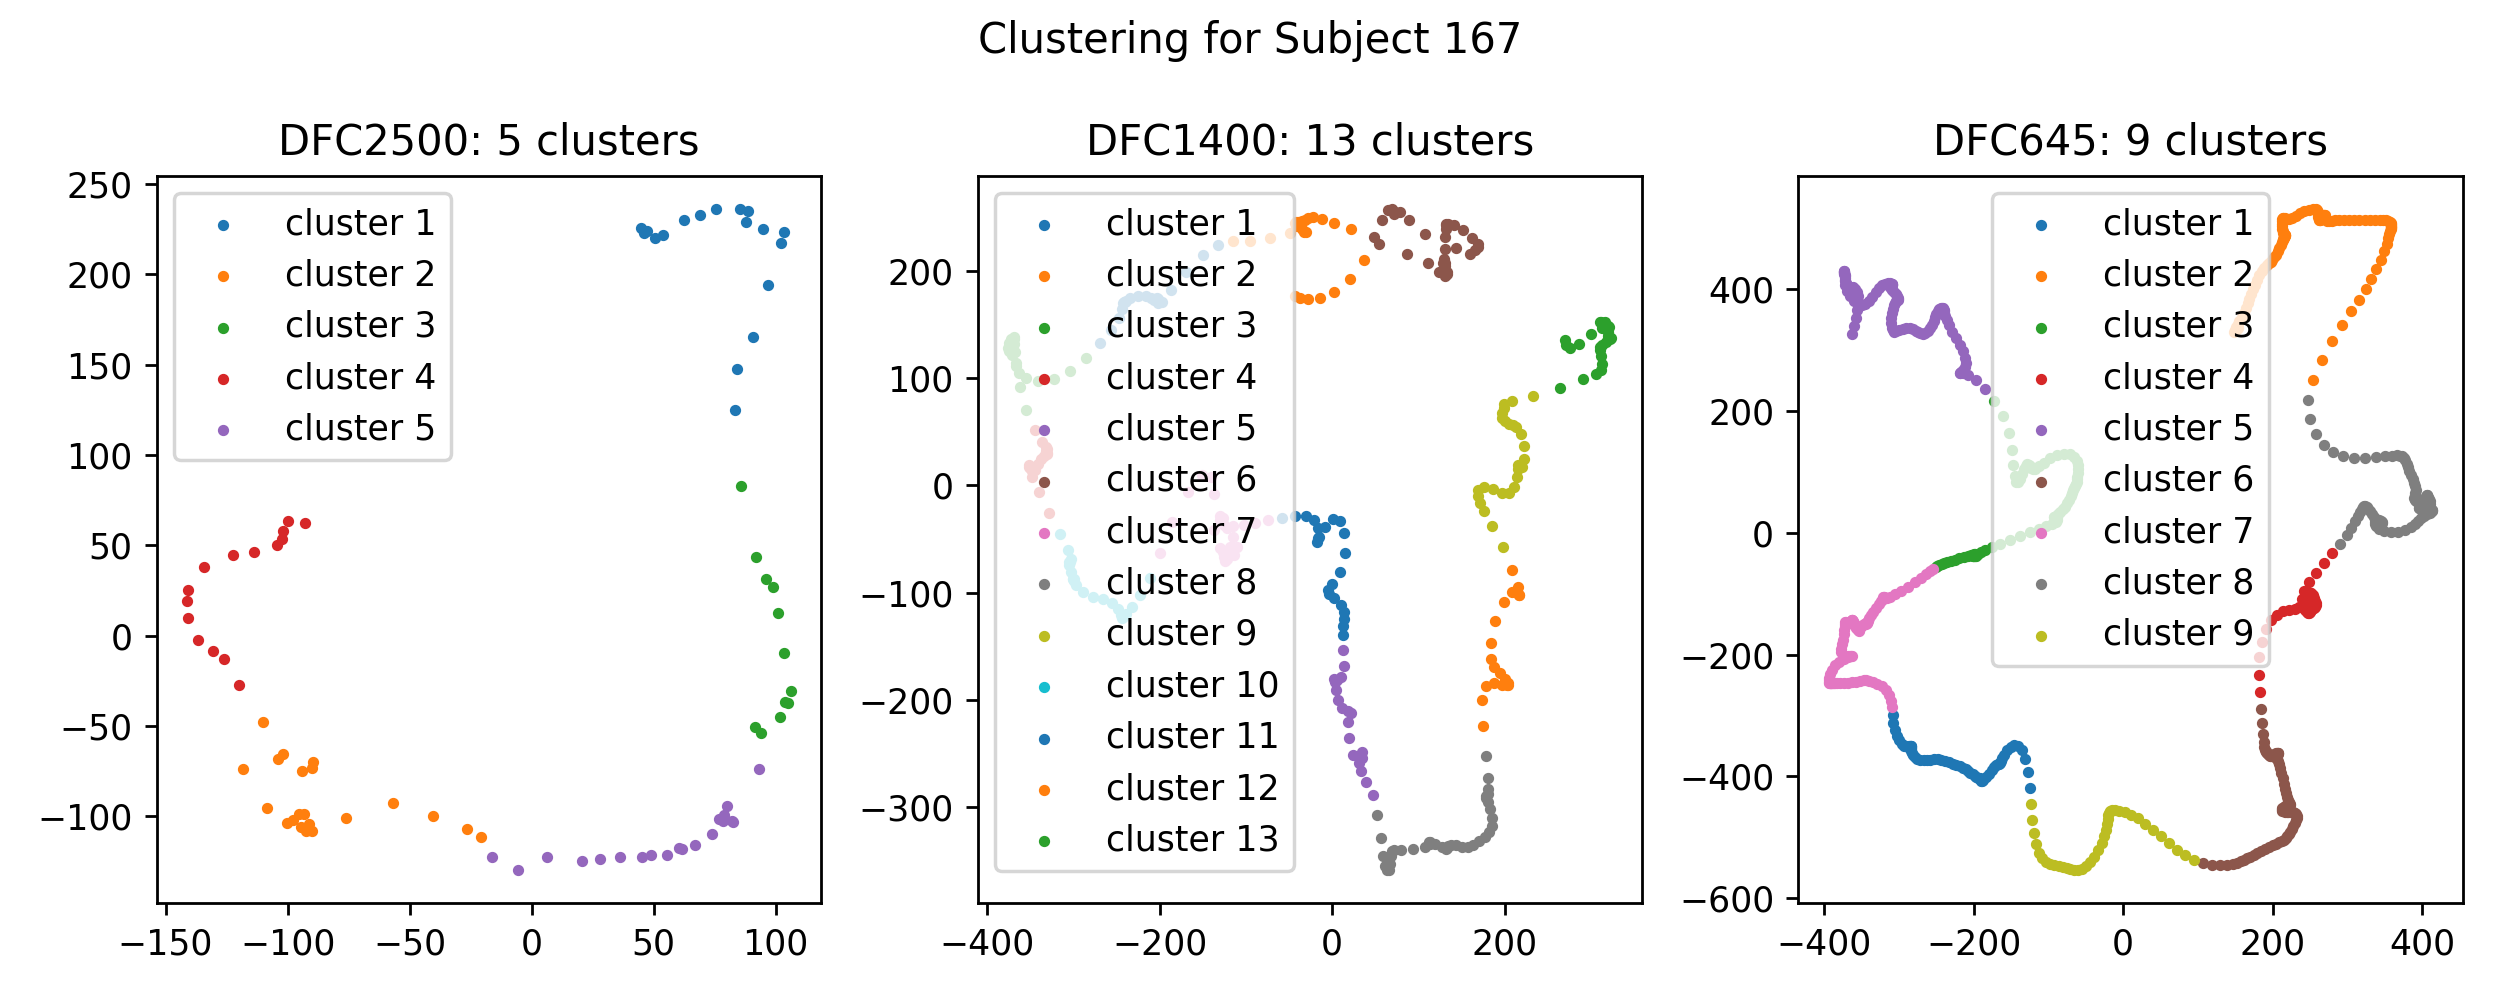 Clustering for Subject 167
DFC2500: 5 clusters
250
200
150
100
50
0
−50
−100
−150 −100 −50 0 50 100
cluster 1
cluster 2
cluster 3
cluster 4
cluster 5
DFC1400: 13 clusters
200
100
0
−100
−200
−300
−400 −200 0 200
cluster 1
cluster 2
cluster 3
cluster 4
cluster 5
cluster 6
cluster 7
cluster 8
cluster 9
cluster 10
cluster 11
cluster 12
cluster 13
DFC645: 9 clusters
400
200
0
−200
−400
−600
−400 −200 0 200 400
cluster 1
cluster 2
cluster 3
cluster 4
cluster 5
cluster 6
cluster 7
cluster 8
cluster 9